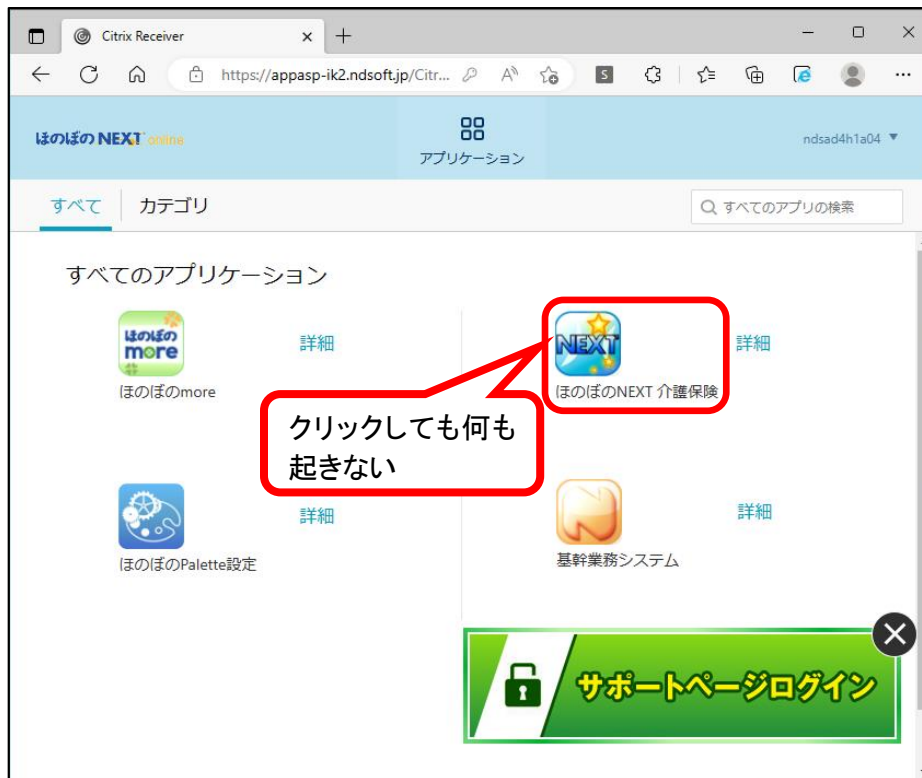 Citrix Receiver
https://appasp-ik2.ndsoft.jp/Citr...
ほのぼの NEXT online
アプリケーション
ndsad4h1a04
すべて カテゴリ
すべてのアプリの検索
すべてのアプリケーション
ほのぼの
more
詳細
ほのぼのmore
NEXT
詳細
ほのぼのNEXT 介護保険
クリックしても何も
起きない
詳細
ほのぼのPalette設定
詳細
基幹業務システム
サポートページログイン